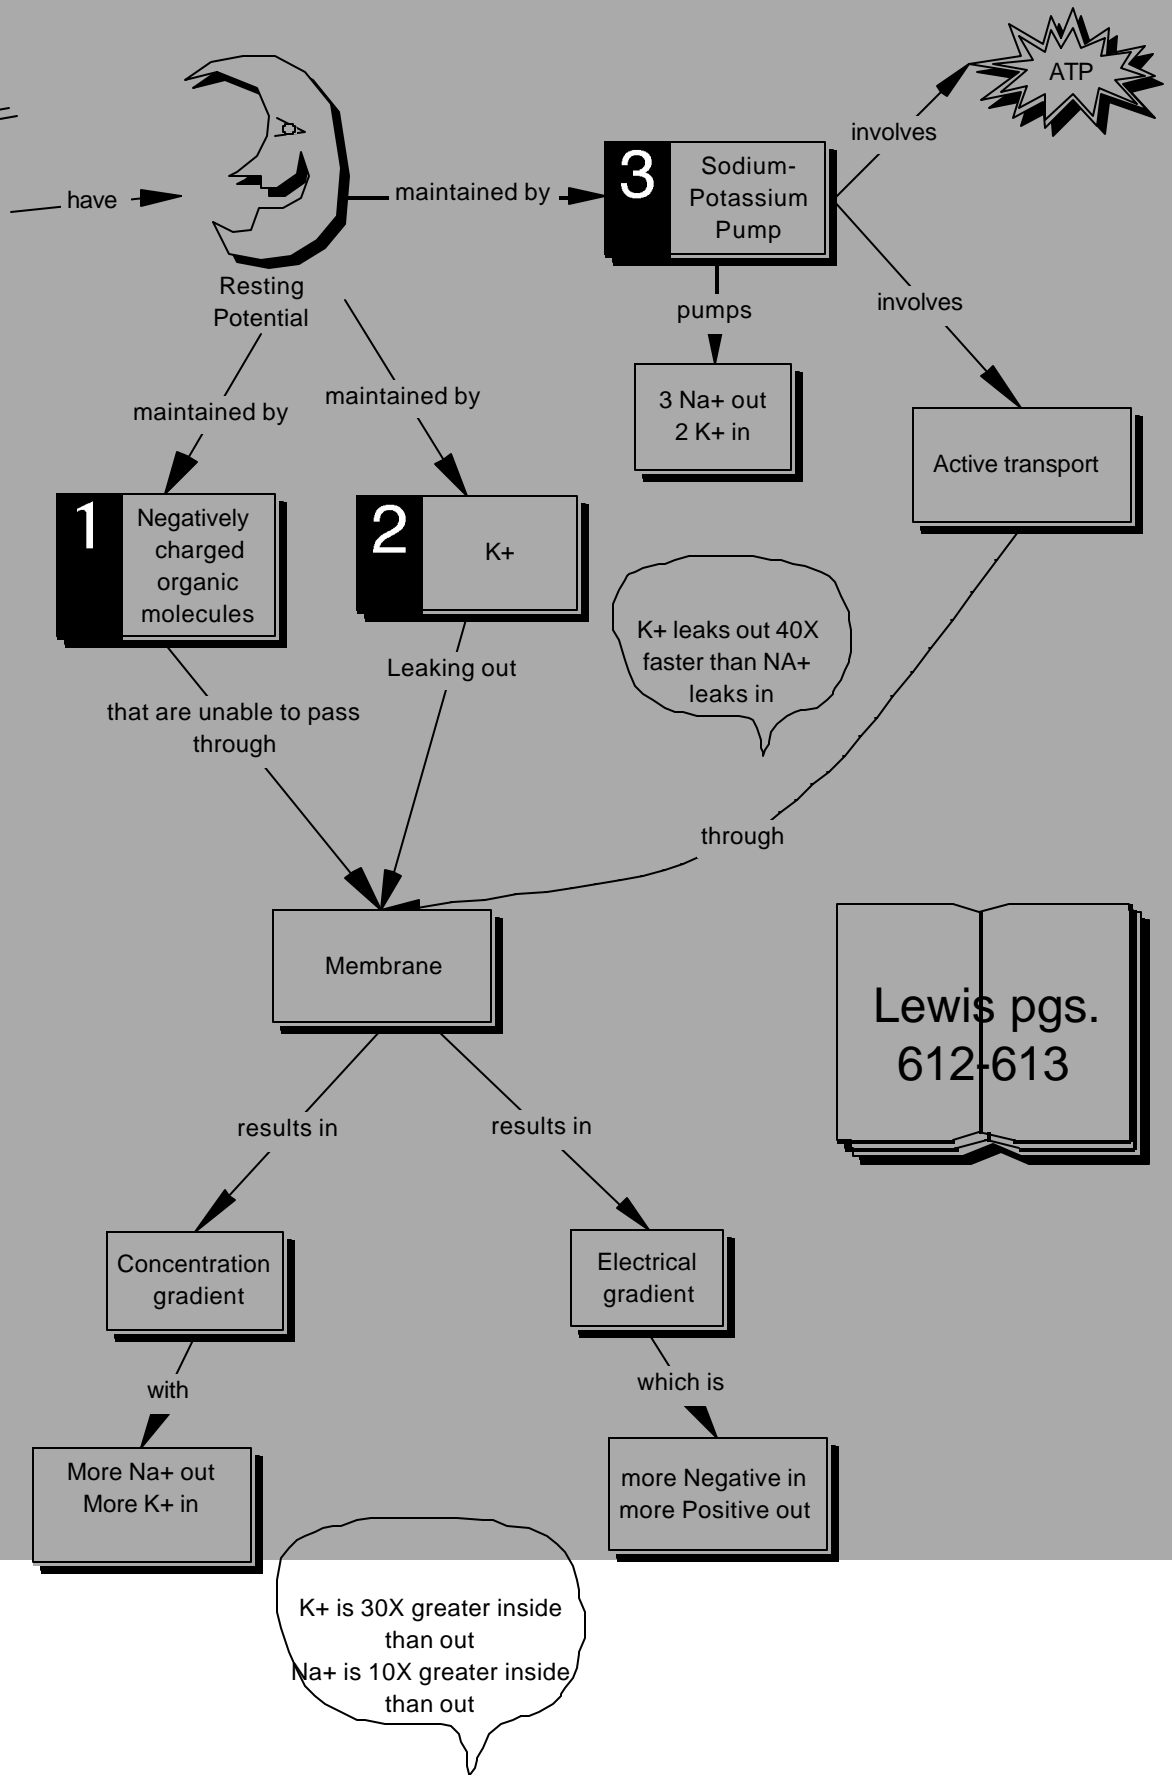 ATP
involves
have
maintained by
3
Sodium-
Potassium
Pump
Resting
Potential
pumps
involves
maintained by
maintained by
3 Na+ out
2 K+ in
Active transport
1
Negatively
charged
organic
molecules
2
K+
K+ leaks out 40X
faster than NA+
leaks in
Leaking out
that are unable to pass
through
through
Membrane
Lewis pgs.
612-613
results in
results in
Concentration
gradient
Electrical
gradient
with
which is
More Na+ out
More K+ in
more Negative in
more Positive out
K+ is 30X greater inside
than out
Na+ is 10X greater inside
than out